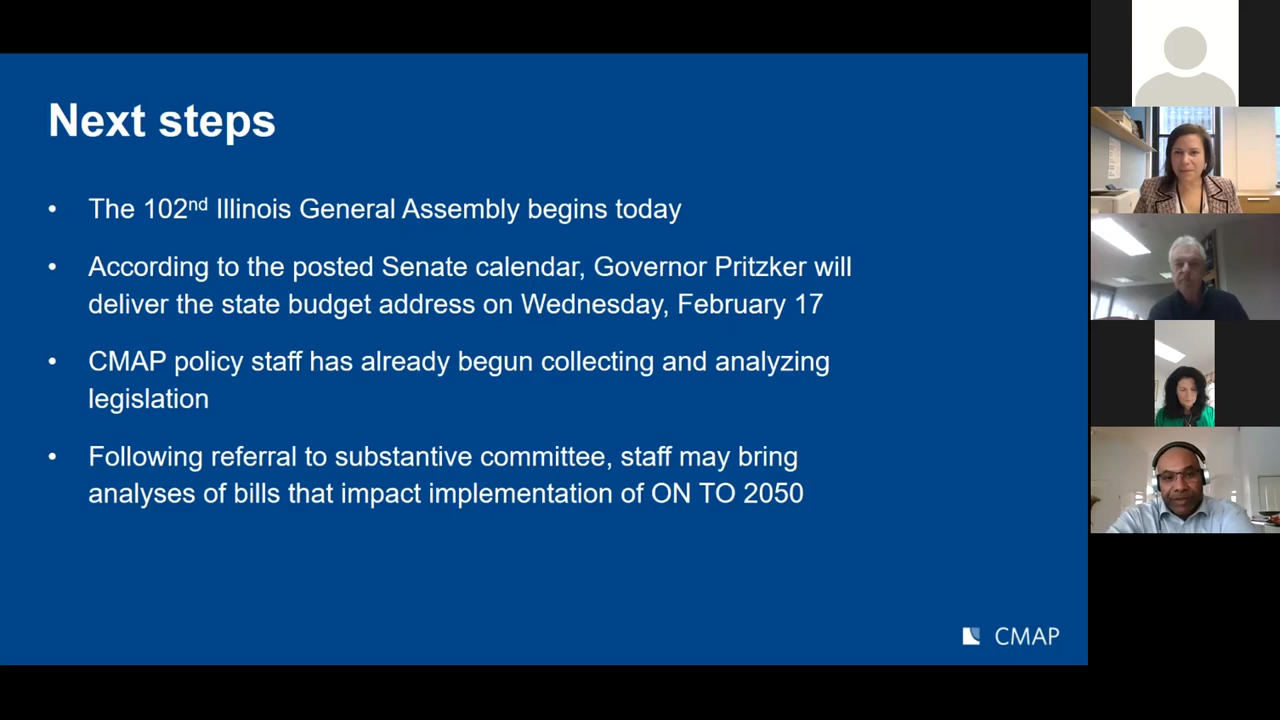 Next steps
• The 102nd Illinois General Assembly begins today
• According to the posted Senate calendar, Governor Pritzker will
deliver the state budget address on Wednesday, February 17
• CMAP policy staff has already begun collecting and analyzing
legislation
• Following referral to substantive committee, staff may bring
analyses of bills that impact implementation of ON TO 2050
CMAP